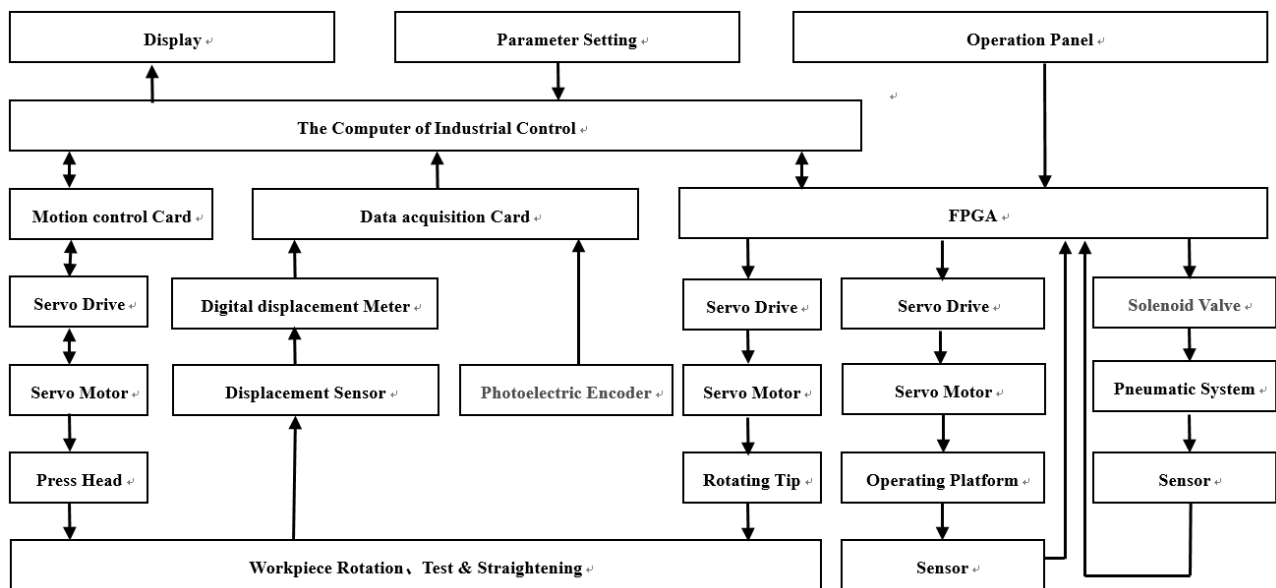 Display
Parameter Setting
Operation Panel
The Computer of Industrial Control
Motion control Card
Data acquisition Card
FPGA
Servo Drive
Digital displacement Meter
Servo Drive
Servo Drive
Solenoid Valve
Servo Motor
Displacement Sensor
Photoelectric Encoder
Servo Motor
Servo Motor
Pneumatic System
Press Head
Rotating Tip
Operating Platform
Sensor
Workpiece Rotation、Test & Straightening
Sensor